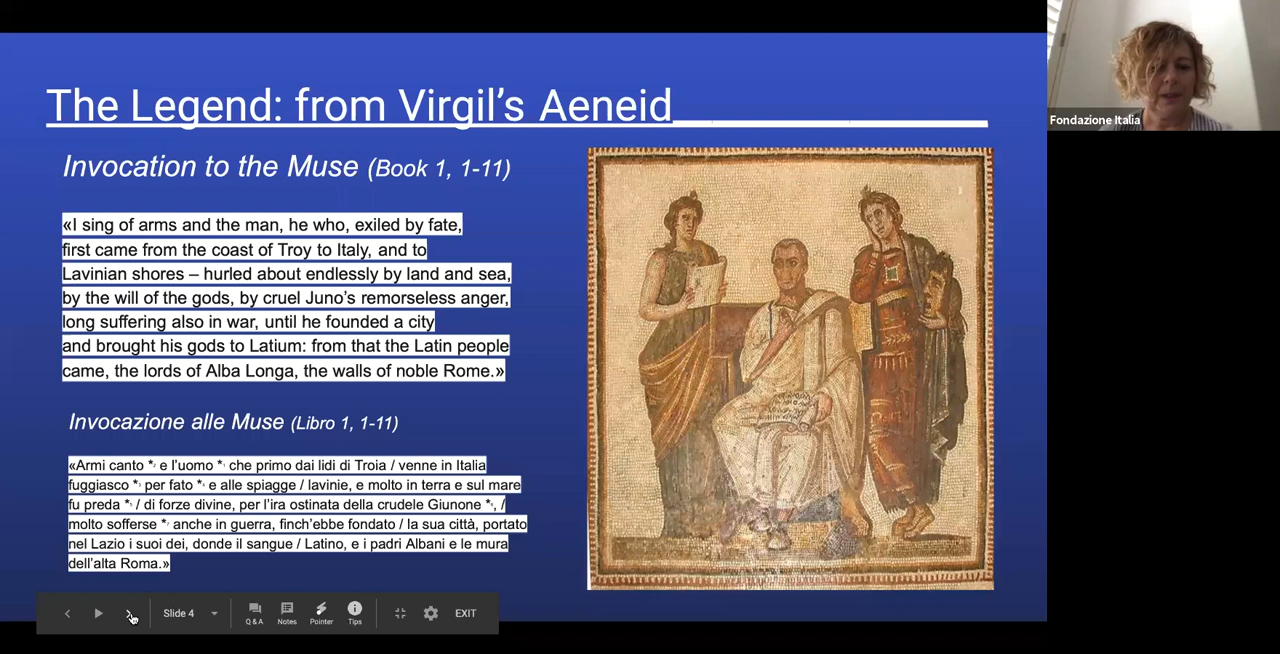 The Legend: from Virgil’s Aeneid
Invocation to the Muse (Book 1, 1-11)
«I sing of arms and the man, he who, exiled by fate,
first came from the coast of Troy to Italy, and to
Lavinian shores – hurled about endlessly by land and sea,
by the will of the gods, by cruel Juno’s remorseless anger,
long suffering also in war, until he founded a city
and brought his gods to Latium: from that the Latin people
came, the lords of Alba Longa, the walls of noble Rome.»
Invocazione alle Muse (Libro 1, 1-11)
«Armi canto * e l’uomo * che primo dai lidi di Troia / venne in Italia
fuggiasco * per fato * e alle spiagge / lavinie, e molto in terra e sul mare
fu preda * / di forze divine, per l’ira ostinata della crudele Giunone *, /
molto sofferse * anche in guerra, finch’ebbe fondato / la sua città, portato
nel Lazio i suoi dei, donde il sangue / Latino, e i padri Albani e le mura
dell’alta Roma.»
Fondazione Italia
Slide 4
Q & A
Notes
Pointer
Tips
EXIT